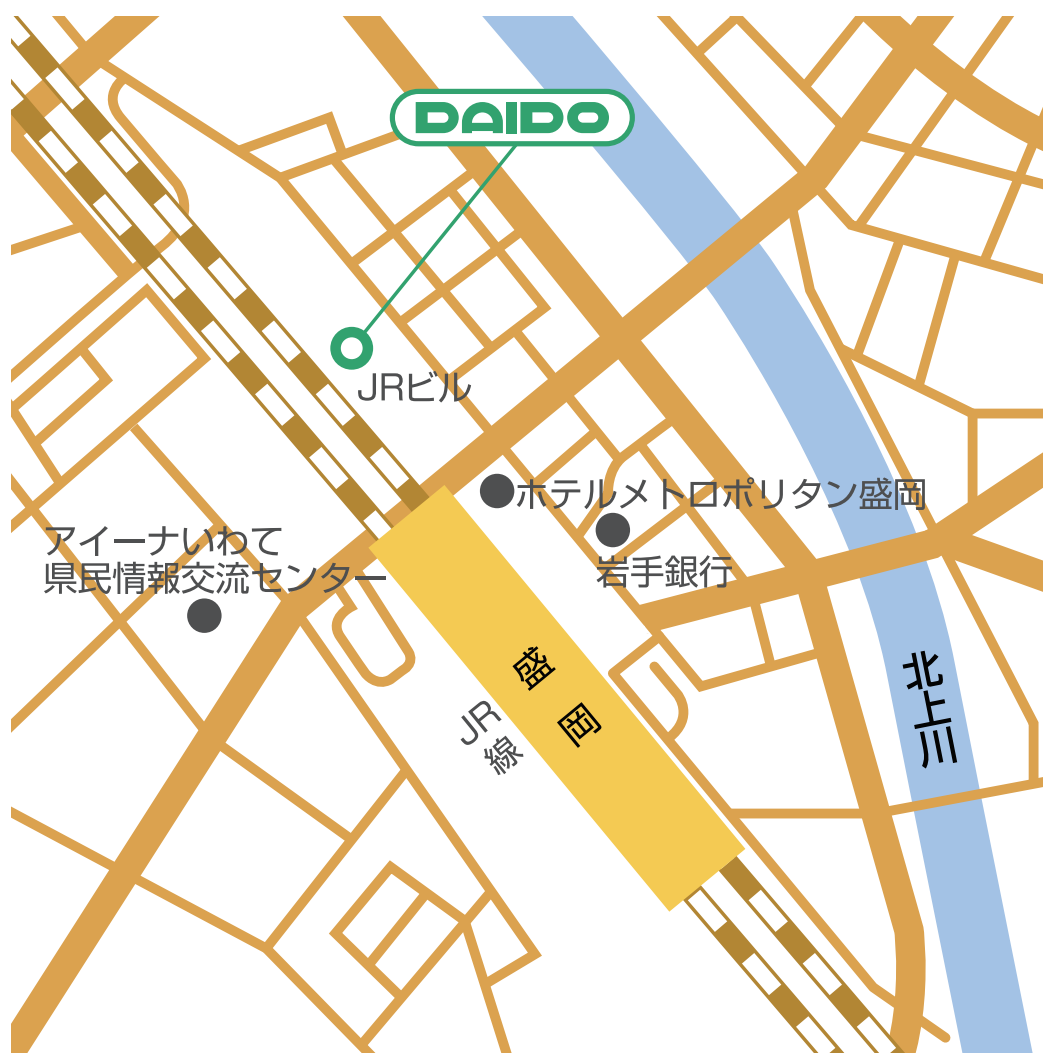 DAIDO
JRビル
ホテルメトロポリタン盛岡
岩手銀行
アイーナいわて
県民情報交流センター
盛岡
JR
線
北上川